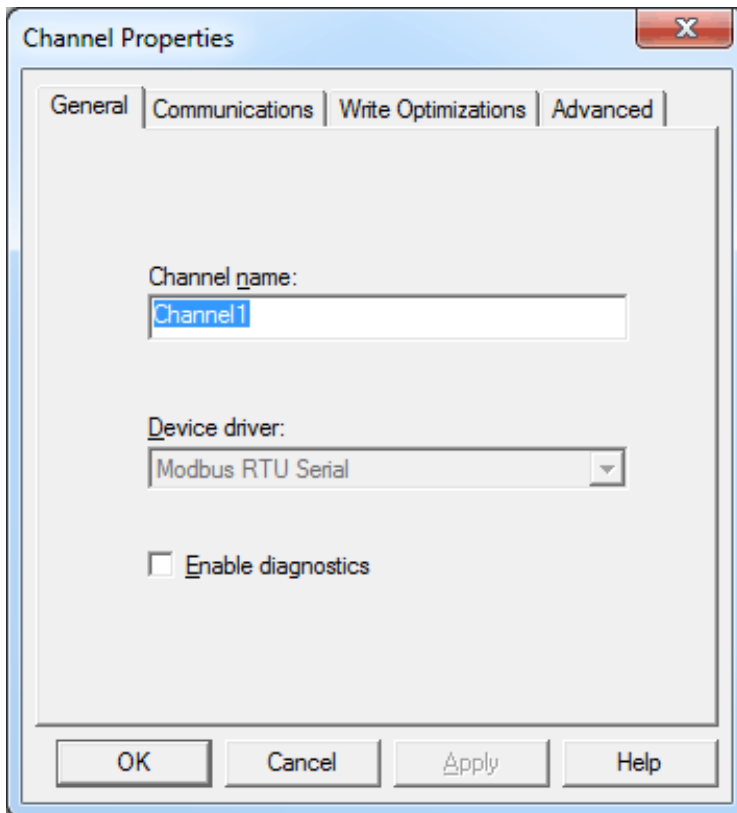 Channel Properties
General Communications Write Optimizations Advanced
Channel name:
Channel1
Device driver:
Modbus RTU Serial
Enable diagnostics
OK Cancel Apply Help